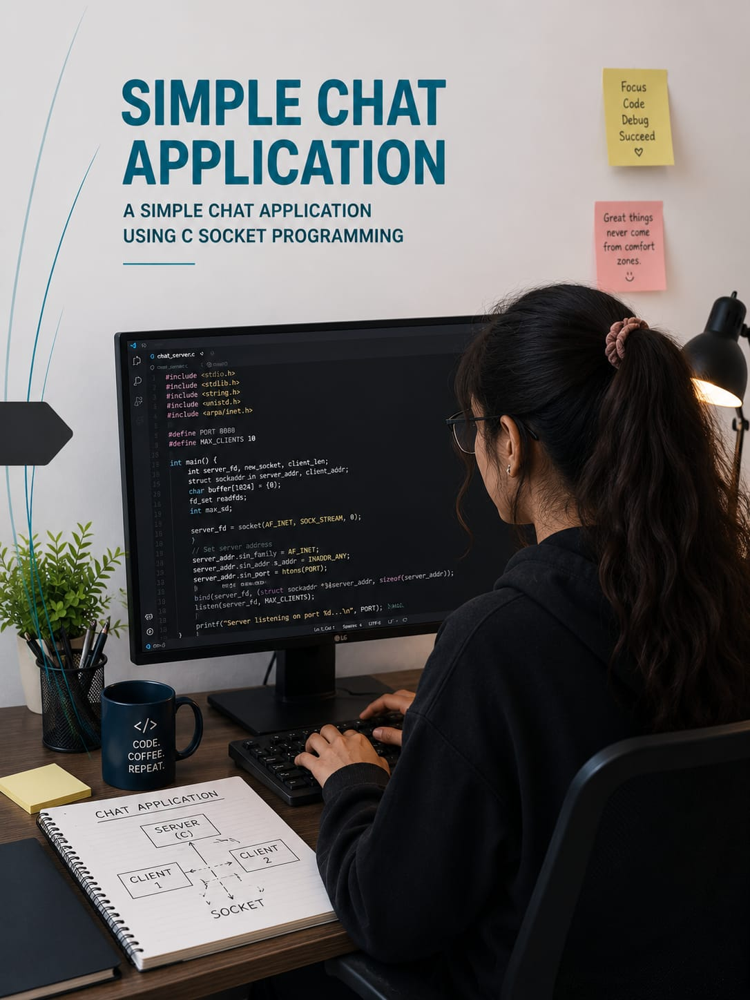 SIMPLE CHAT
APPLICATION
A SIMPLE CHAT APPLICATION
USING C SOCKET PROGRAMMING
Focus
Code
Debug
Succeed
Great things
never come
from comfort
zones.
chat_server.c
#include <stdio.h>
#include <stdlib.h>
#include <string.h>
#include <unistd.h>
#include <arpa/inet.h>
#define PORT 8080
#define MAX_CLIENTS 10
int main() {
int server_fd, new_socket, client_len;
struct sockaddr_in server_addr, client_addr;
char buffer[1024] = {0};
fd_set readfds;
int max_sd;
server_fd = socket(AF_INET, SOCK_STREAM, 0);
}
// Set server address
server_addr.sin_family = AF_INET;
server_addr.sin_addr s_addr = INADDR_ANY;
server_addr.sin_port = htons(PORT);
bind(server_fd, (struct sockaddr server_addr, sizeof(server_addr));
listen(server_fd, MAX_CLIENTS);
printf("Server listening on port %d...\n", PORT);
}
LG
</>
CODE.
COFFEE.
REPEAT.
CHAT APPLICATION
SERVER
(C)
CLIENT
1
CLIENT
2
SOCKET